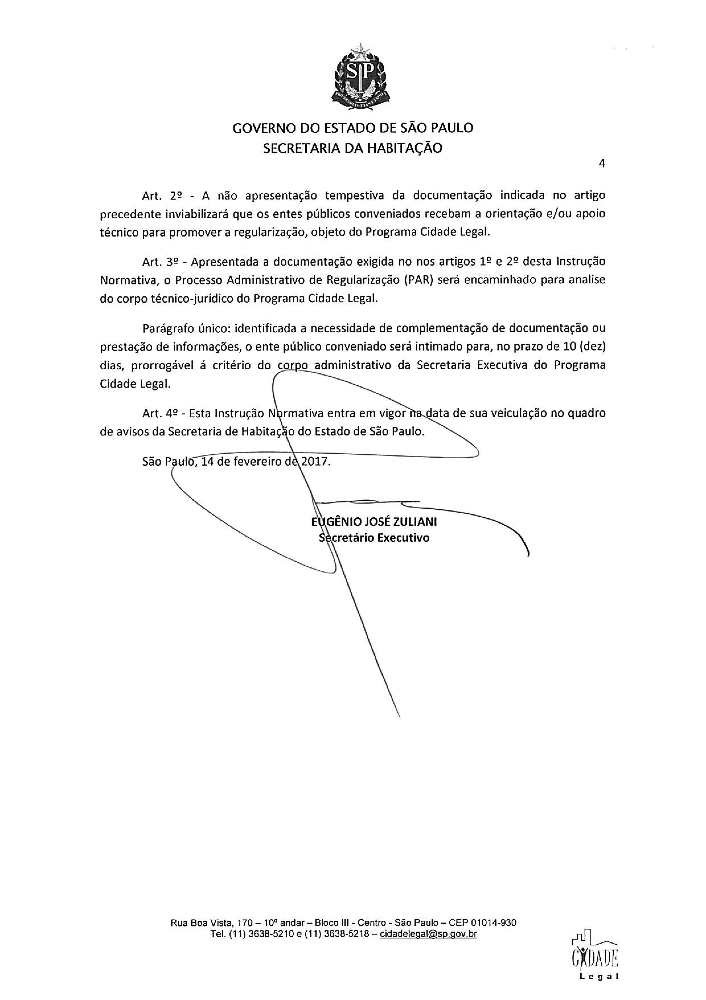 SP
GOVERNO DO ESTADO DE SÃO PAULO
SECRETARIA DA HABITAÇÃO
4
Art. 2º - A não apresentação tempestiva da documentação indicada no artigo
precedente inviabilizará que os entes públicos conveniados recebam a orientação e/ou apoio
técnico para promover a regularização, objeto do Programa Cidade Legal.
Art. 3º - Apresentada a documentação exigida no nos artigos 1º e 2º desta Instrução
Normativa, o Processo Administrativo de Regularização (PAR) será encaminhado para analise
do corpo técnico-jurídico do Programa Cidade Legal.
Parágrafo único: identificada a necessidade de complementação de documentação ou
prestação de informações, o ente público conveniado será intimado para, no prazo de 10 (dez)
dias, prorrogável á critério do corpo administrativo da Secretaria Executiva do Programa
Cidade Legal.
Art. 4º - Esta Instrução Normativa entra em vigor na data de sua veiculação no quadro
de avisos da Secretaria de Habitação do Estado de São Paulo.
São Paulo, 14 de fevereiro de 2017.
EUGÊNIO JOSÉ ZULIANI
Secretário Executivo
Rua Boa Vista, 170 – 10º andar – Bloco III - Centro - São Paulo – CEP 01014-930
Tel. (11) 3638-5210 e (11) 3638-5218 – cidadelegal@sp.gov.br
CIDADE
Legal